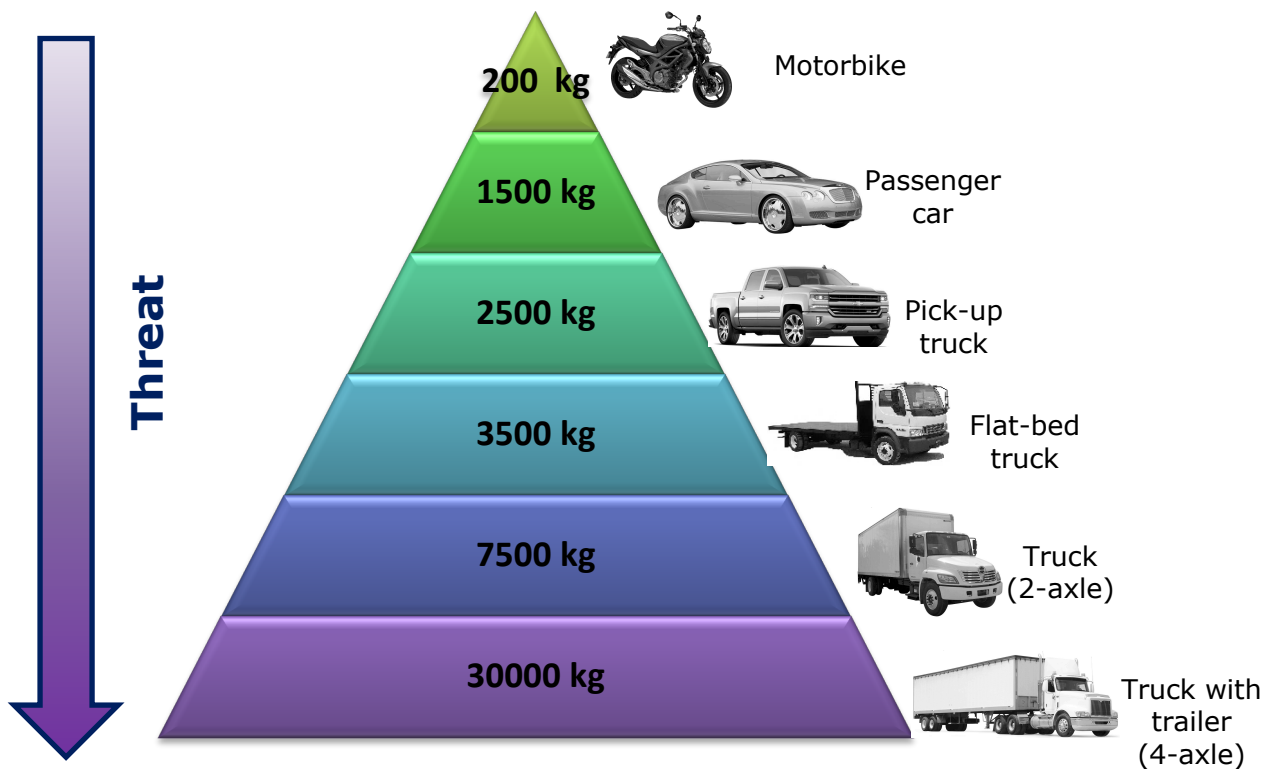 200 kg
Motorbike
1500 kg
Passenger
car
2500 kg
Pick-up
truck
Threat
3500 kg
Flat-bed
truck
7500 kg
Truck
(2-axle)
30000 kg
Truck with
trailer
(4-axle)